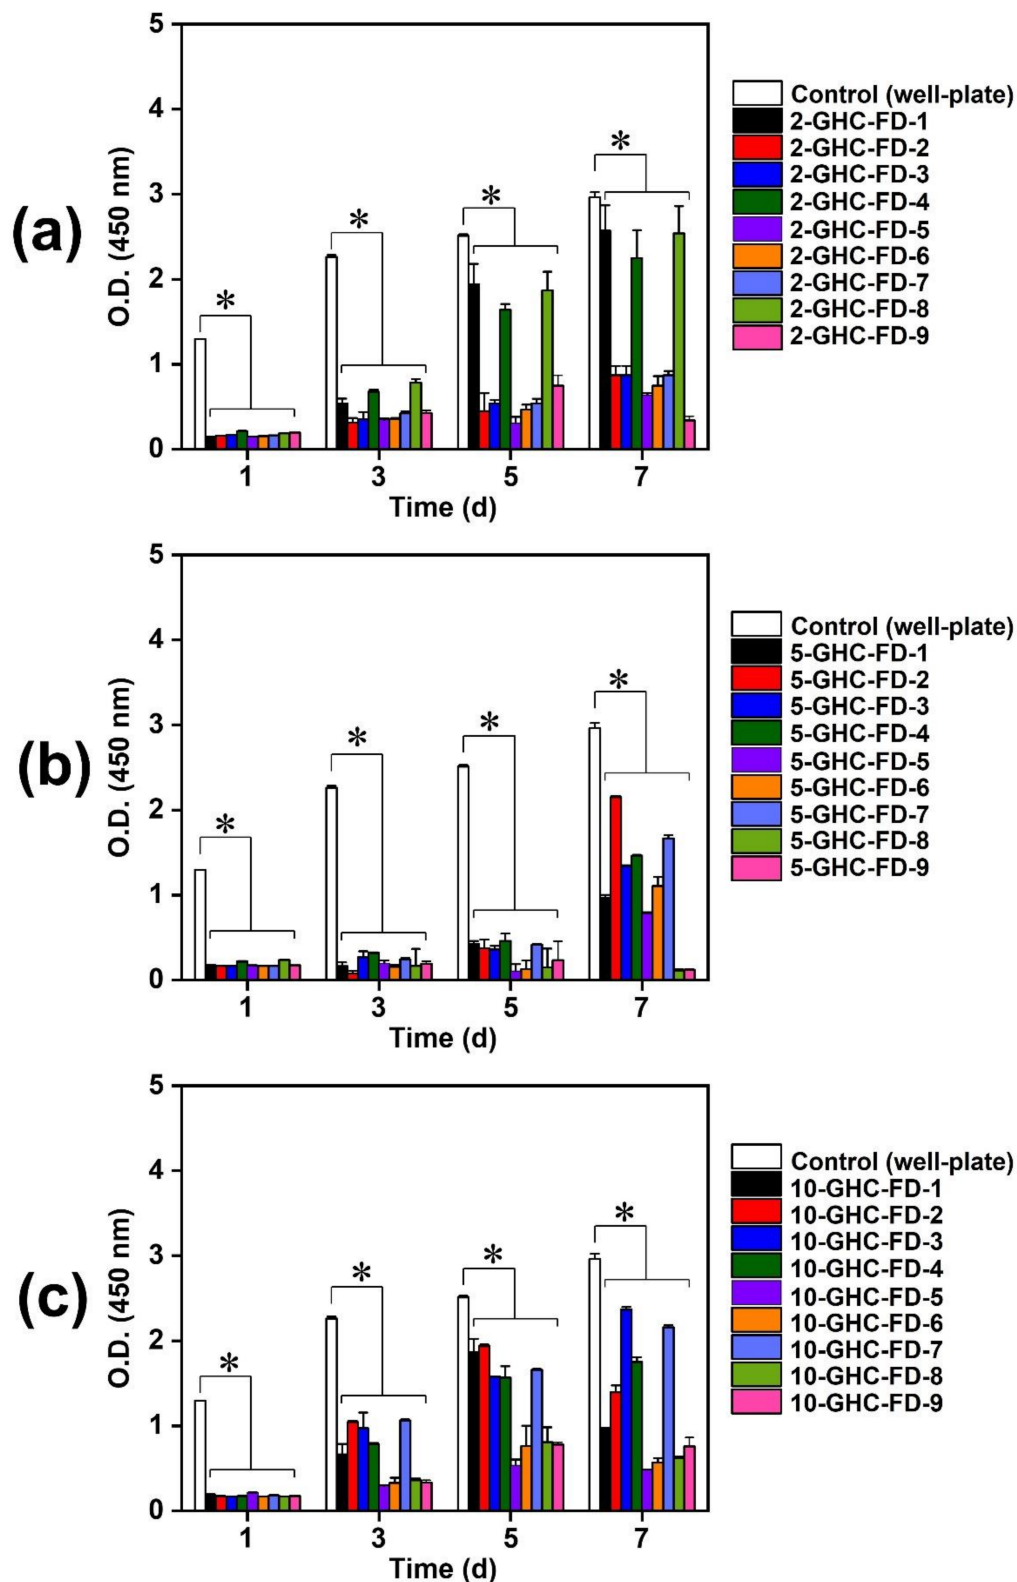 (a)
O.D. (450 nm)
5
4
3
2
1
0
*
*
*
*
1 3 5 7
Time (d)
Control (well-plate)
2-GHC-FD-1
2-GHC-FD-2
2-GHC-FD-3
2-GHC-FD-4
2-GHC-FD-5
2-GHC-FD-6
2-GHC-FD-7
2-GHC-FD-8
2-GHC-FD-9
(b)
O.D. (450 nm)
5
4
3
2
1
0
*
*
*
*
1 3 5 7
Time (d)
Control (well-plate)
5-GHC-FD-1
5-GHC-FD-2
5-GHC-FD-3
5-GHC-FD-4
5-GHC-FD-5
5-GHC-FD-6
5-GHC-FD-7
5-GHC-FD-8
5-GHC-FD-9
(c)
O.D. (450 nm)
5
4
3
2
1
0
*
*
*
*
1 3 5 7
Time (d)
Control (well-plate)
10-GHC-FD-1
10-GHC-FD-2
10-GHC-FD-3
10-GHC-FD-4
10-GHC-FD-5
10-GHC-FD-6
10-GHC-FD-7
10-GHC-FD-8
10-GHC-FD-9